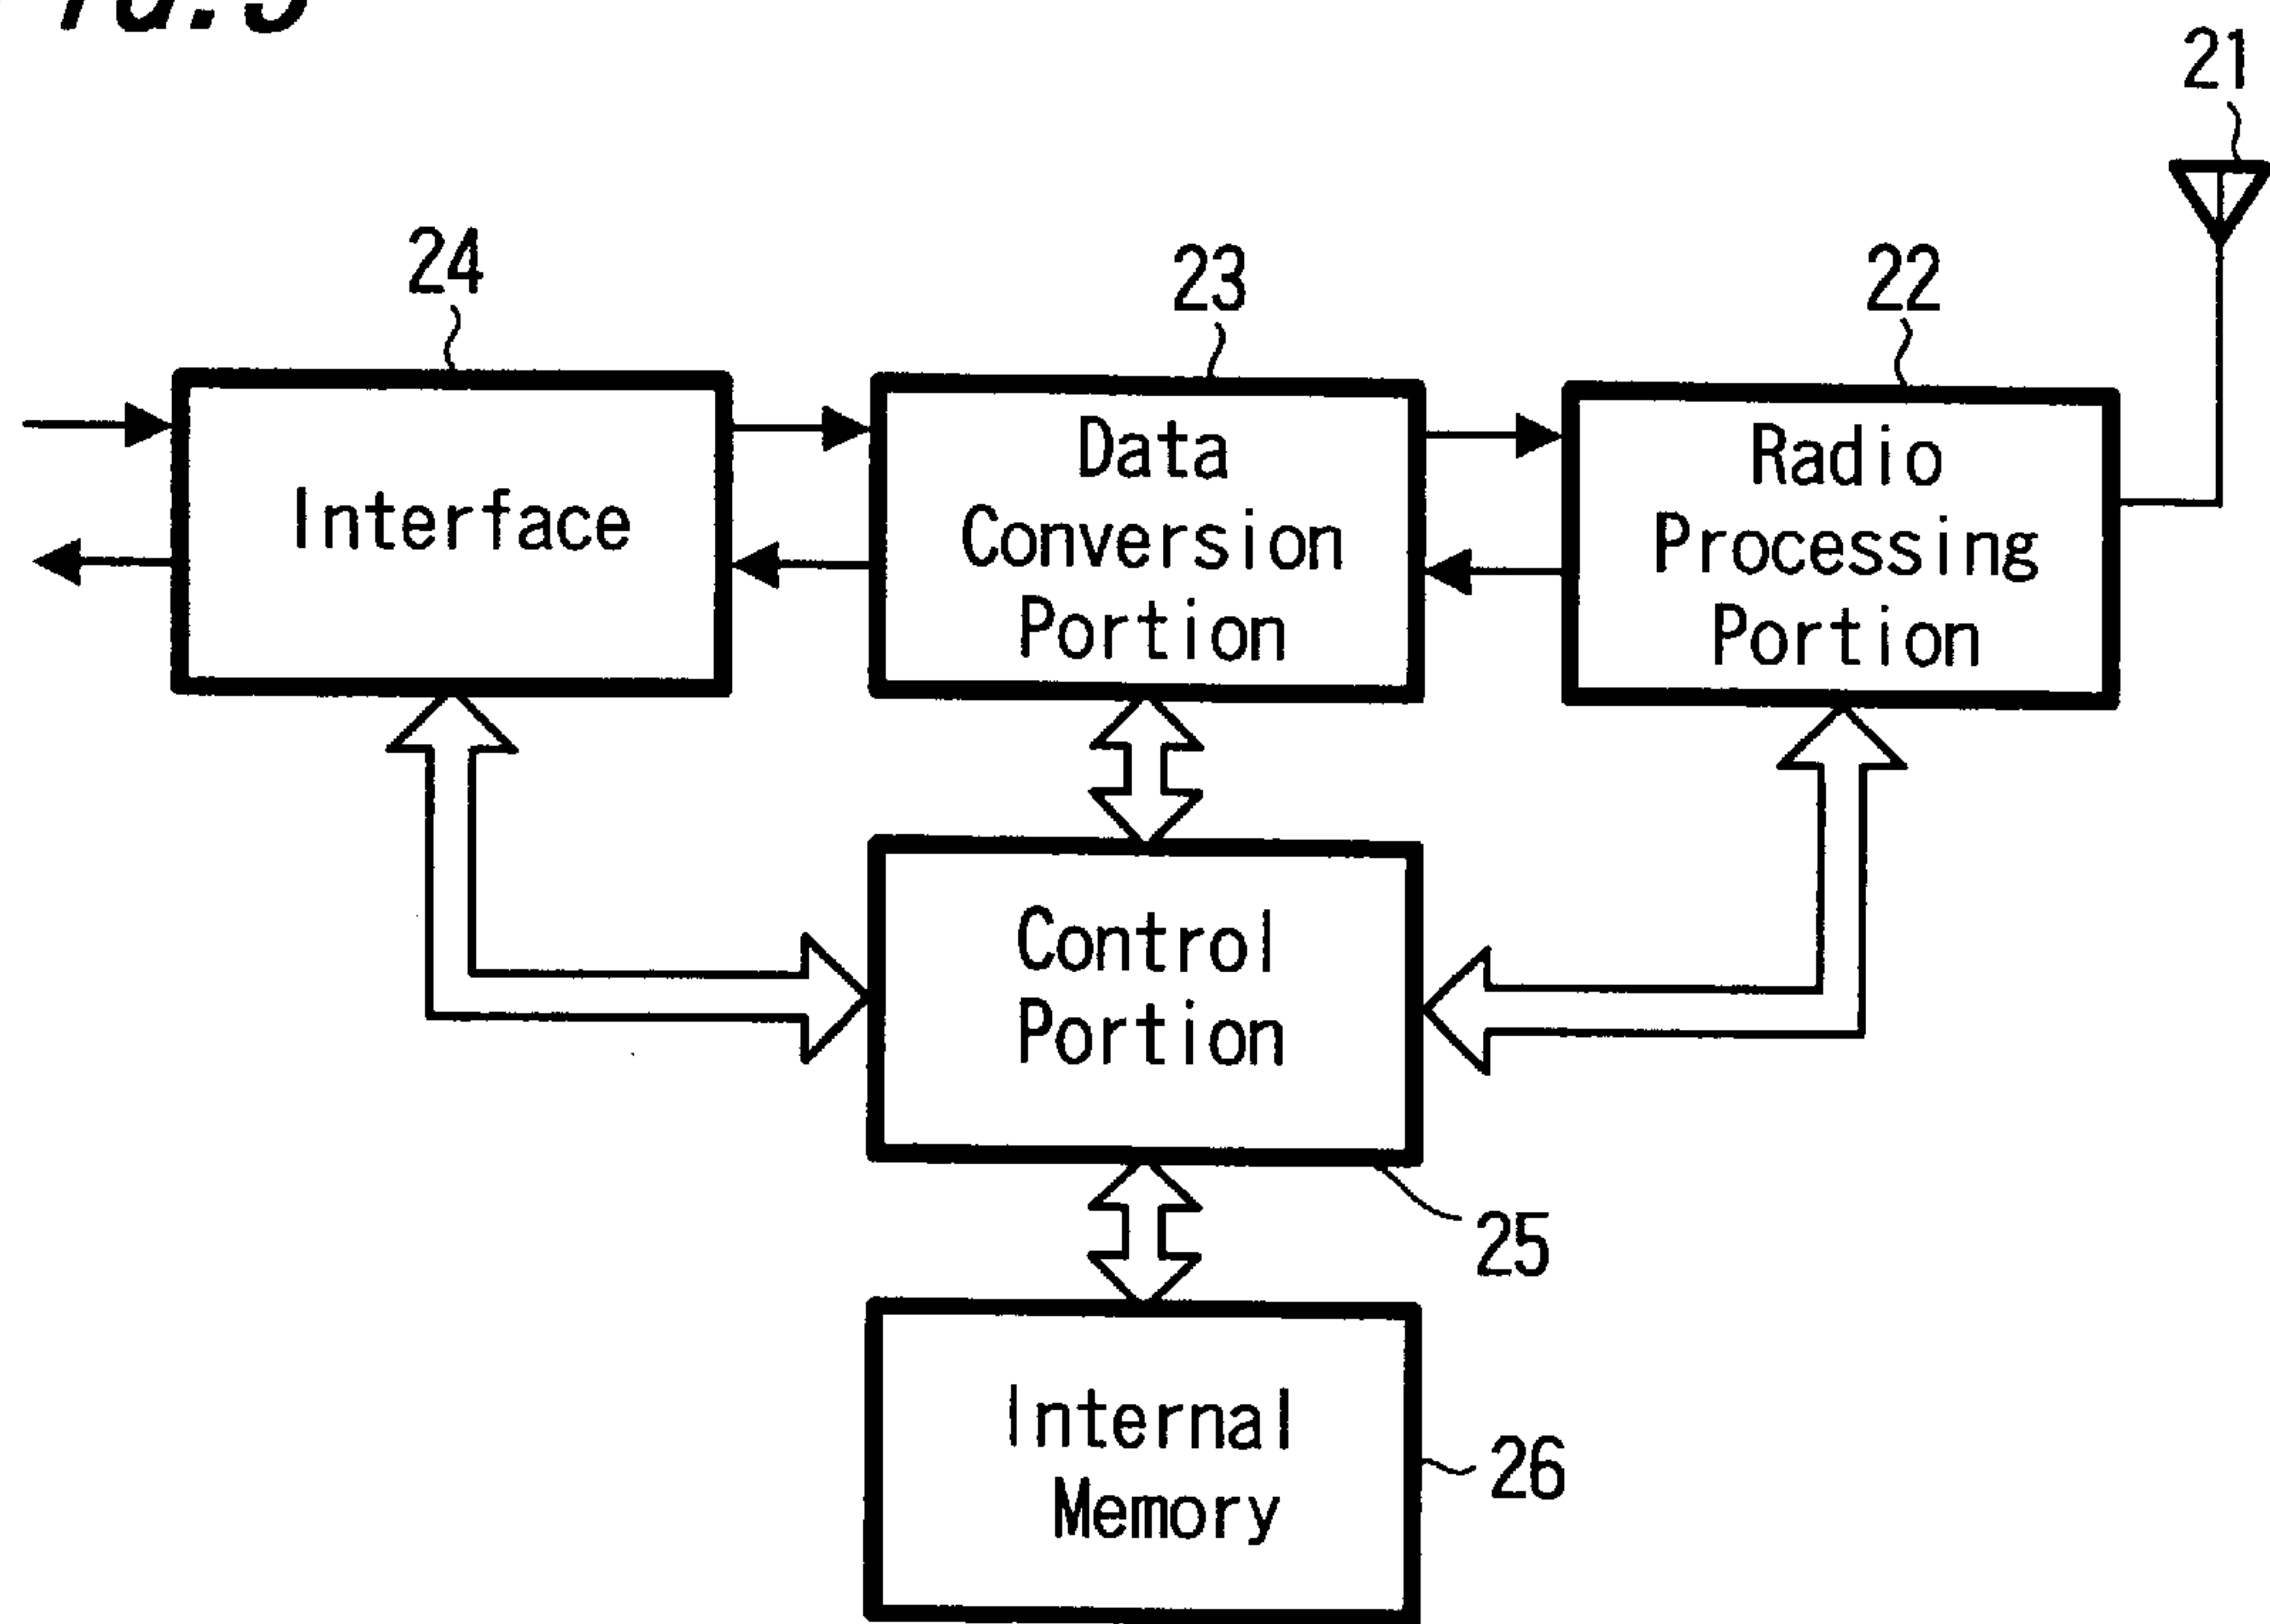 21
24
23
22
Interface
Data
Conversion
Portion
Radio
Processing
Portion
Control
Portion
25
Internal
Memory
26